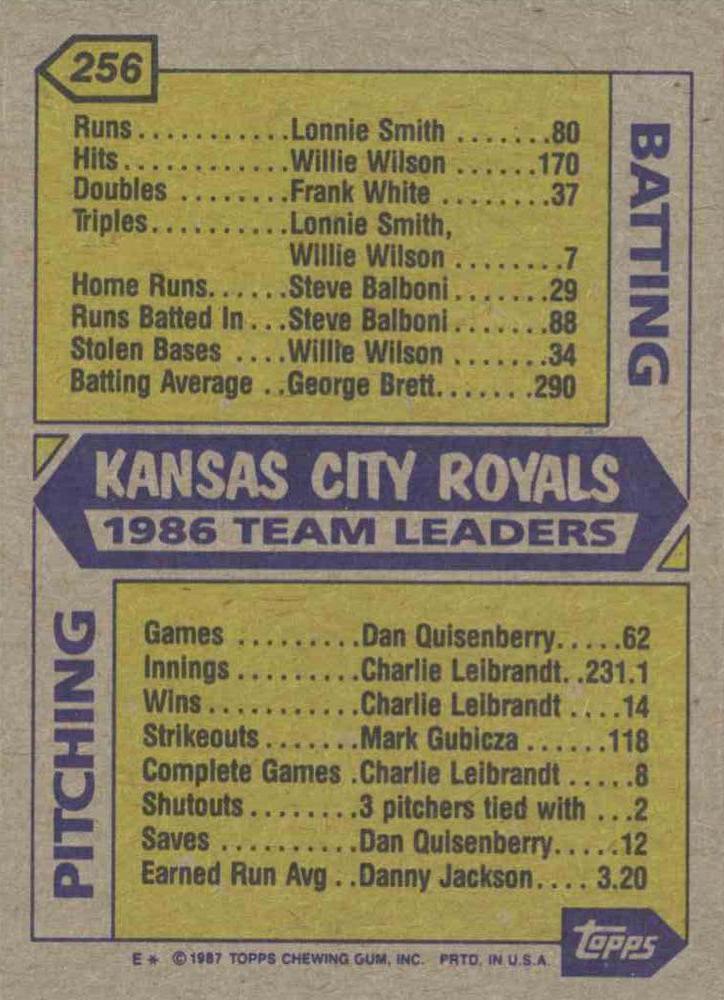 256
BATTING
Runs...........Lonnie Smith .......80
Hits............Willie Wilson .......170
Doubles ........Frank White ........37
Triples..........Lonnie Smith,
Willie Wilson ........7
Home Runs......Steve Balboni.......29
Runs Batted In...Steve Balboni.......88
Stolen Bases ....Willie Wilson .......34
Batting Average ..George Brett.......290
KANSAS CITY ROYALS
1986 TEAM LEADERS
PITCHING
Games .........Dan Quisenberry.....62
Innings .........Charlie Leibrandt..231.1
Wins...........Charlie Leibrandt ....14
Strikeouts.......Mark Gubicza ......118
Complete Games .Charlie Leibrandt .....8
Shutouts........3 pitchers tied with ...2
Saves ..........Dan Quisenberry.....12
Earned Run Avg ..Danny Jackson.... 3.20
topps
E* ©1987 TOPPS CHEWING GUM, INC. PRTD. IN U.S.A.